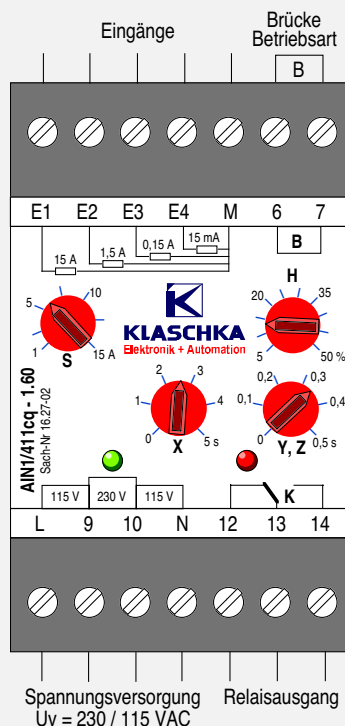 Eingänge
Brücke
Betriebsart
B
E1 E2 E3 E4 M 6 7
15 A 1,5 A 0,15 A 15 mA
B
H
5 20 35 50 %
K
KLASCHKA
Elektronik + Automation
1 5 10 15 A
S
0 1 2 3 4 5 s
X
0 0,1 0,2 0,3 0,4 0,5 s
Y, Z
AIN1/411cq - 1.60
Sach-Nr 16.27-02
115 V 230 V 115 V
K
L 9 10 N 12 13 14
Spannungsversorgung
Uv = 230 / 115 VAC
Relaisausgang